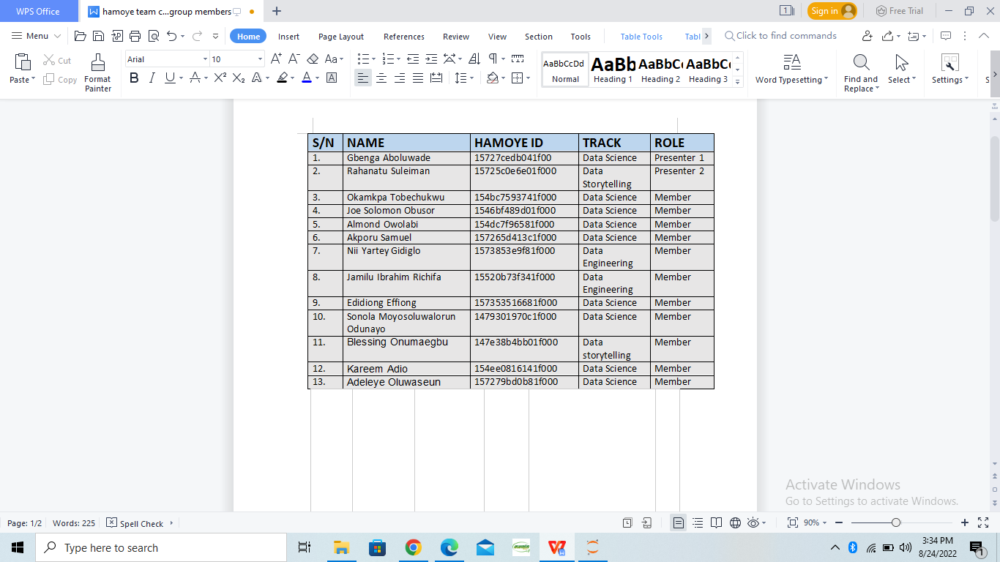 WPS Office hamoye team c...group members 1 Sign in Free Trial
Menu Home Insert Page Layout References Review View Section Tools Table Tools Tabl Click to find commands
Paste Cut Copy Format Painter Arial 10 Normal Heading 1 Heading 2 Heading 3 Word Typesetting Find and Replace Select Settings S
AaBbCcDd AaBb AaBbC AaBbC
S/N NAME HAMOYE ID TRACK ROLE
1. Gbenga Aboluwade 15727cedb041f00 Data Science Presenter 1
2. Rahanatu Suleiman 15725c0e6e01f000 Data Presenter 2
Storytelling
3. Okamkpa Tobechukwu 154bc7593741f000 Data Science Member
4. Joe Solomon Obusor 1546bf489d01f000 Data Science Member
5. Almond Owolabi 154dc7f96581f000 Data Science Member
6. Akporu Samuel 157265d413c1f000 Data Science Member
7. Nii Yartey Gidiglo 1573853e9f81f000 Data Member
Engineering
8. Jamilu Ibrahim Richifa 15520b73f341f000 Data Member
Engineering
9. Edidiong Effiong 157353516681f000 Data Science Member
10. Sonola Moyosoluwalorun 1479301970c1f000 Data Science Member
Odunayo
11. Blessing Onumaegbu 147e38b4bb01f000 Data Member
storytelling
12. Kareem Adio 154ee0816141f000 Data Science Member
13. Adeleye Oluwaseun 157279bd0b81f000 Data Science Member
Activate Windows
Go to Settings to activate Windows.
Page: 1/2 Words: 225 Spell Check 90%
Type here to search 3:34 PM
8/24/2022 1